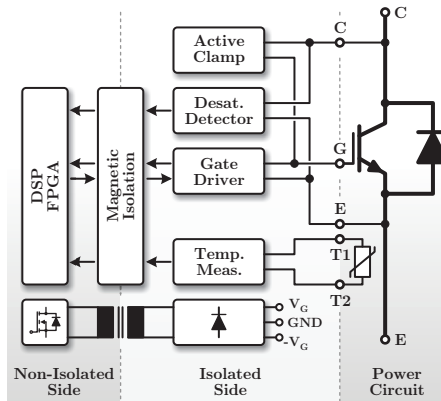 C
C
Active
Clamp
Desat.
Detector
G
Gate
Driver
DSP
FPGA
Magnetic
Isolation
E
T1
Temp.
Meas.
T2
V_G
GND
-V_G
E
Non-Isolated
Side
Isolated
Side
Power
Circuit